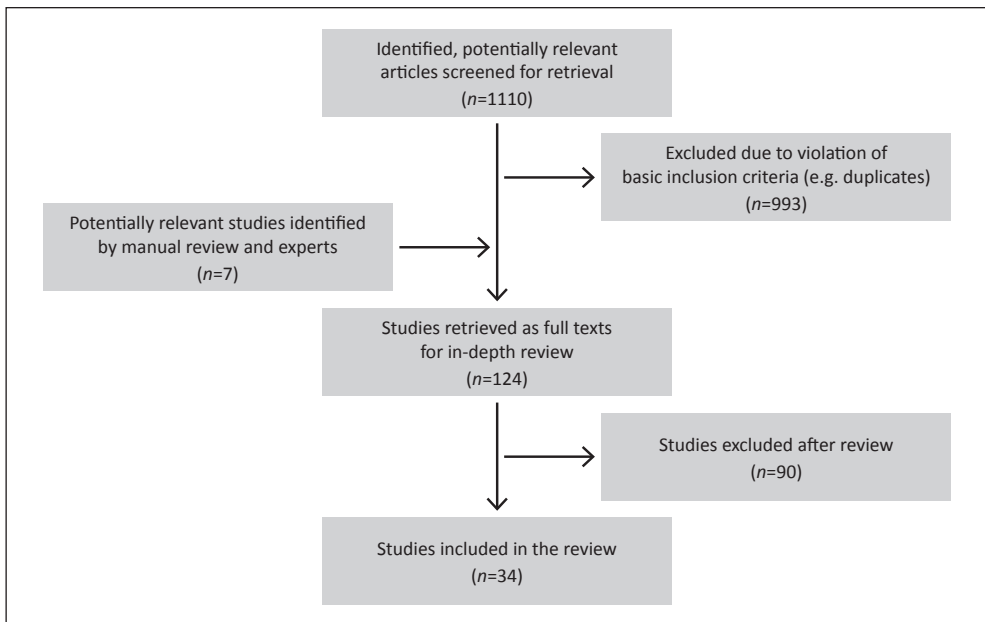 Identified, potentially relevant
articles screened for retrieval
(n=1110)
Excluded due to violation of
basic inclusion criteria (e.g. duplicates)
(n=993)
Potentially relevant studies identified
by manual review and experts
(n=7)
Studies retrieved as full texts
for in-depth review
(n=124)
Studies excluded after review
(n=90)
Studies included in the review
(n=34)